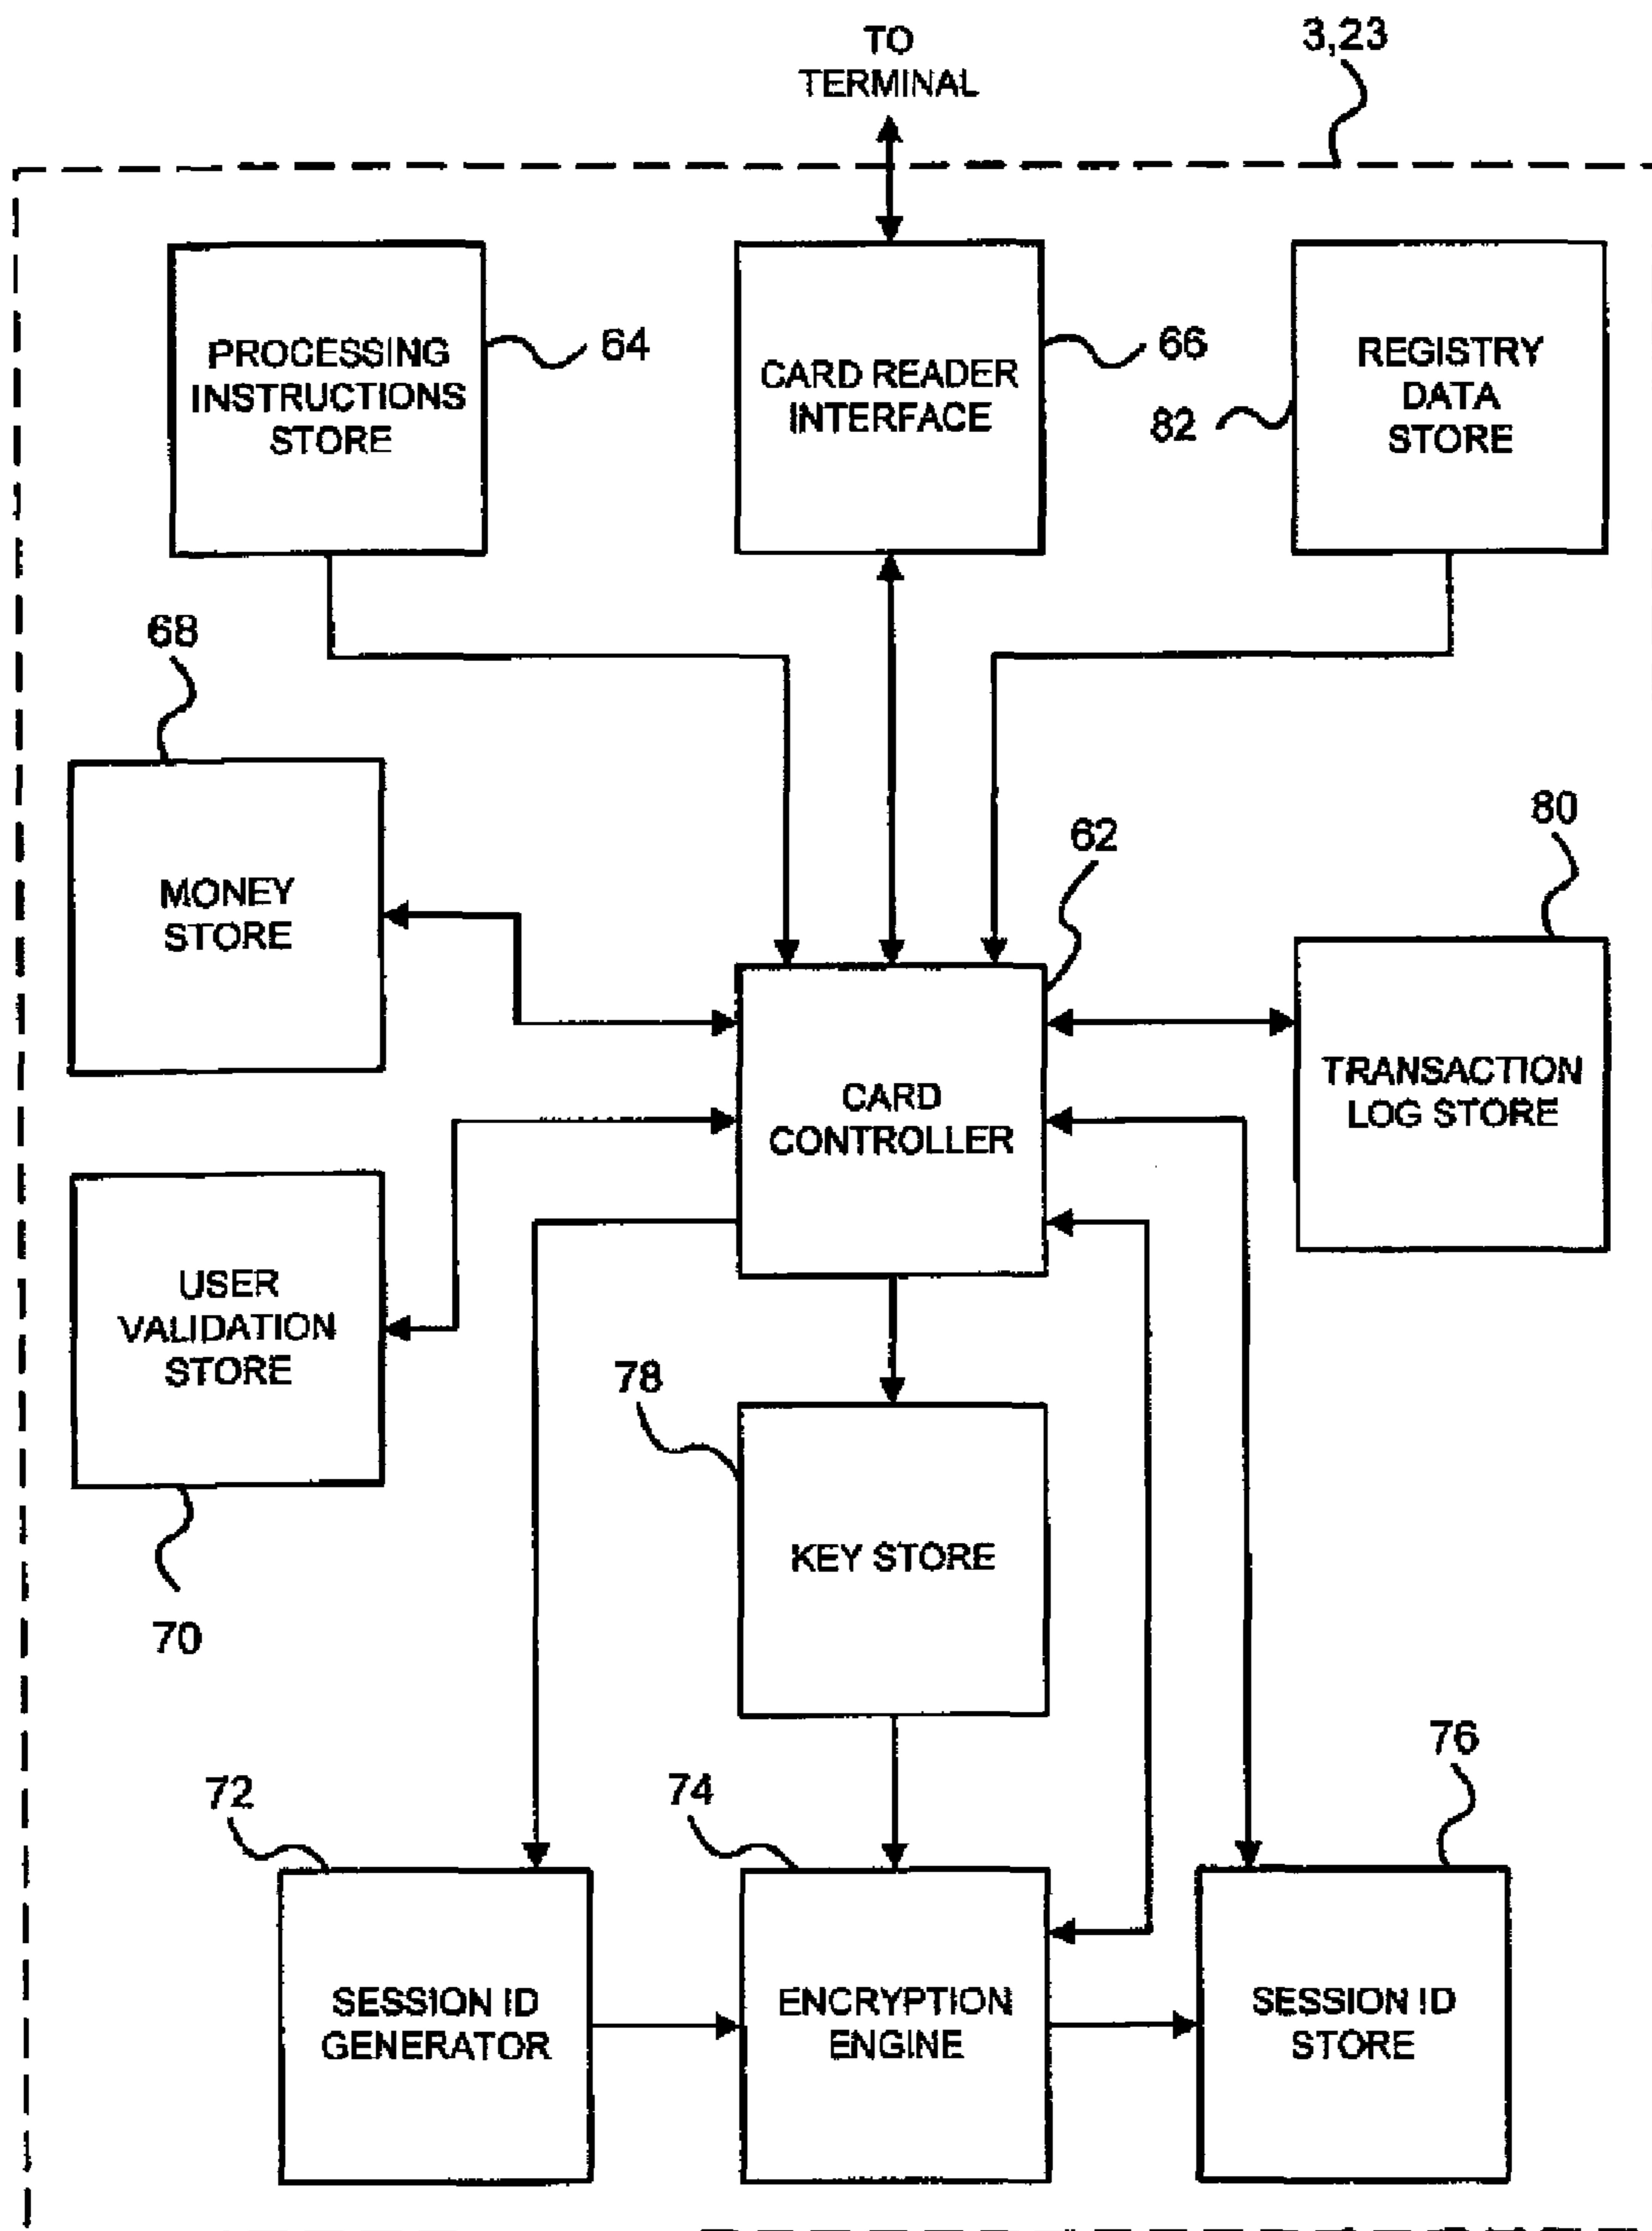 TO
TERMINAL
3,23
PROCESSING
INSTRUCTIONS
STORE
64
CARD READER
INTERFACE
66
REGISTRY
DATA
STORE
82
68
MONEY
STORE
62
80
CARD
CONTROLLER
TRANSACTION
LOG STORE
USER
VALIDATION
STORE
70
78
KEY STORE
72
74
76
SESSION ID
GENERATOR
ENCRYPTION
ENGINE
SESSION ID
STORE